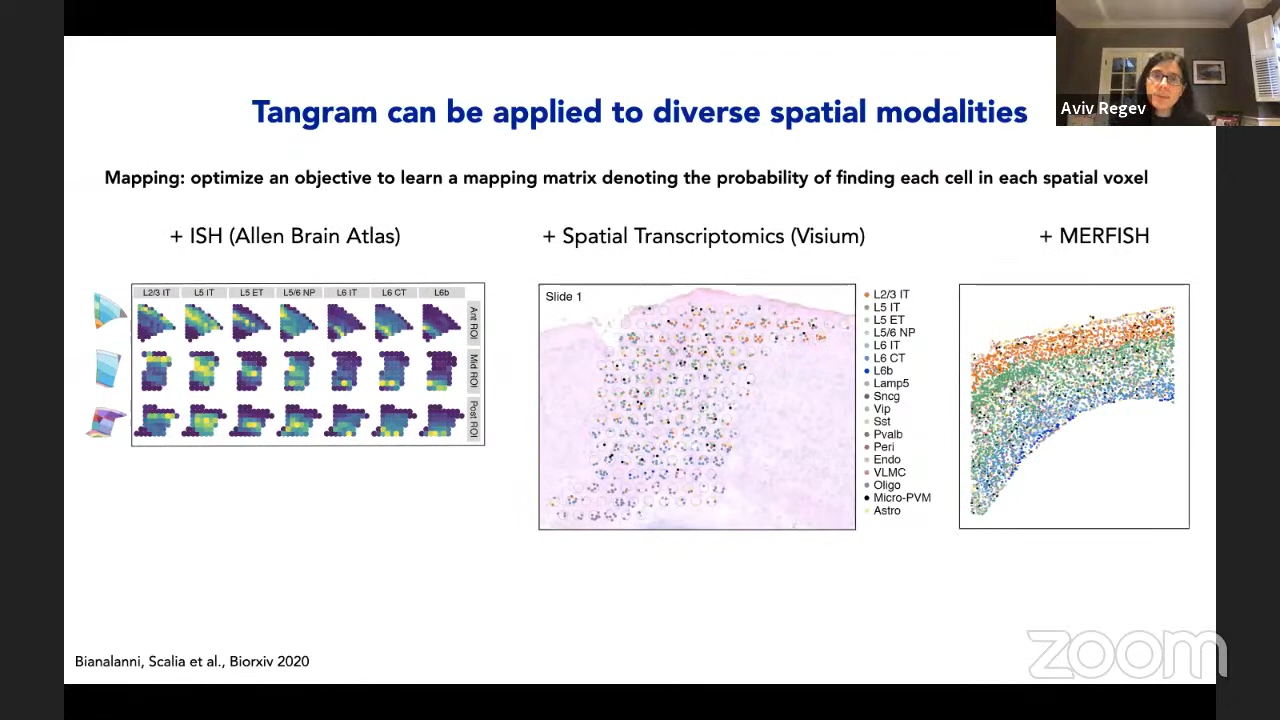 Aviv Regev
Tangram can be applied to diverse spatial modalities
Mapping: optimize an objective to learn a mapping matrix denoting the probability of finding each cell in each spatial voxel
+ ISH (Allen Brain Atlas)
+ Spatial Transcriptomics (Visium)
+ MERFISH
L2/3 IT
L5 IT
L5 ET
L5/6 NP
L6 IT
L6 CT
L6b
Ant ROI
Mid ROI
Post ROI
Slide 1
L2/3 IT
L5 IT
L5 ET
L5/6 NP
L6 IT
L6 CT
L6b
Lamp5
Sncg
Vip
Sst
Pvalb
Peri
Endo
VLMC
Oligo
Micro-PVM
Astro
Bianalanni, Scalia et al., Biorxiv 2020
zoom